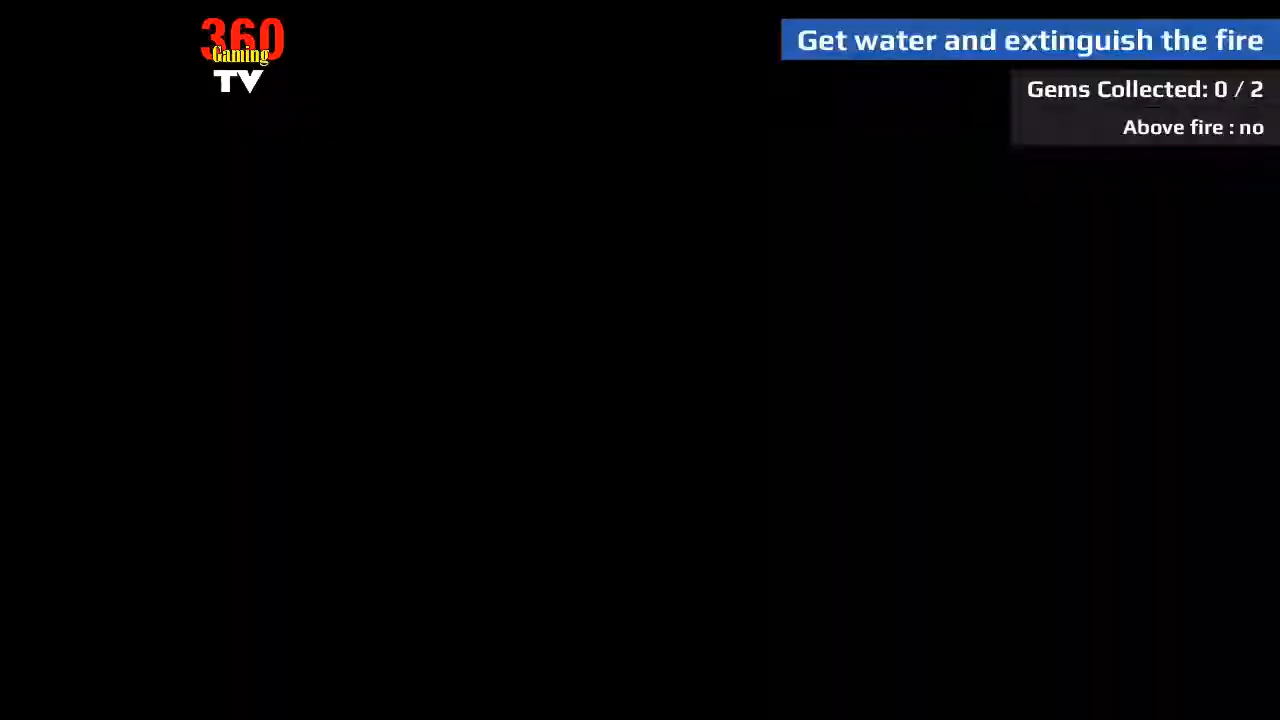 360
Gaming
TV
Get water and extinguish the fire
Gems Collected: 0 / 2
Above fire : no